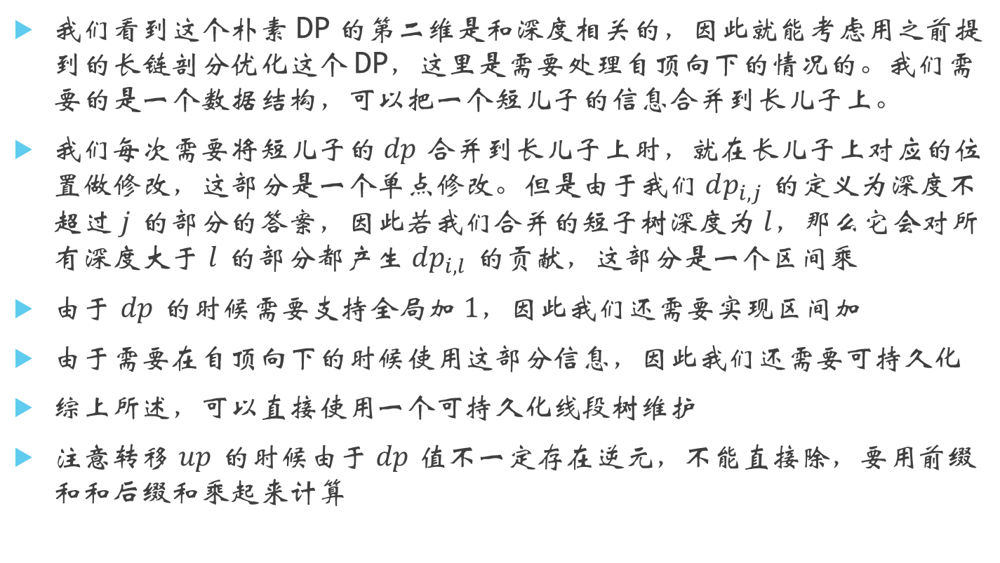 我们看到这个朴素 DP 的第二维是和深度相关的，因此就能考虑用之前提
到的长链剖分优化这个DP，这里是需要处理自顶向下的情况的。我们需
要的是一个数据结构，可以把一个短儿子的信息合并到长儿子上。
我们每次需要将短儿子的 dp 合并到长儿子上时，就在长儿子上对应的位
置做修改，这部分是一个单点修改。但是由于我们 dp_{i,j} 的定义为深度不
超过 j 的部分的答案，因此若我们合并的短子树深度为 l，那么它会对所
有深度大于 l 的部分都产生 dp_{i,l} 的贡献，这部分是一个区间乘
由于 dp 的时候需要支持全局加 1，因此我们还需要实现区间加
由于需要在自顶向下的时候使用这部分信息，因此我们还需要可持久化
综上所述，可以直接使用一个可持久化线段树维护
注意转移 up 的时候由于 dp 值不一定存在逆元，不能直接除，要用前缀
和和后缀和乘起来计算